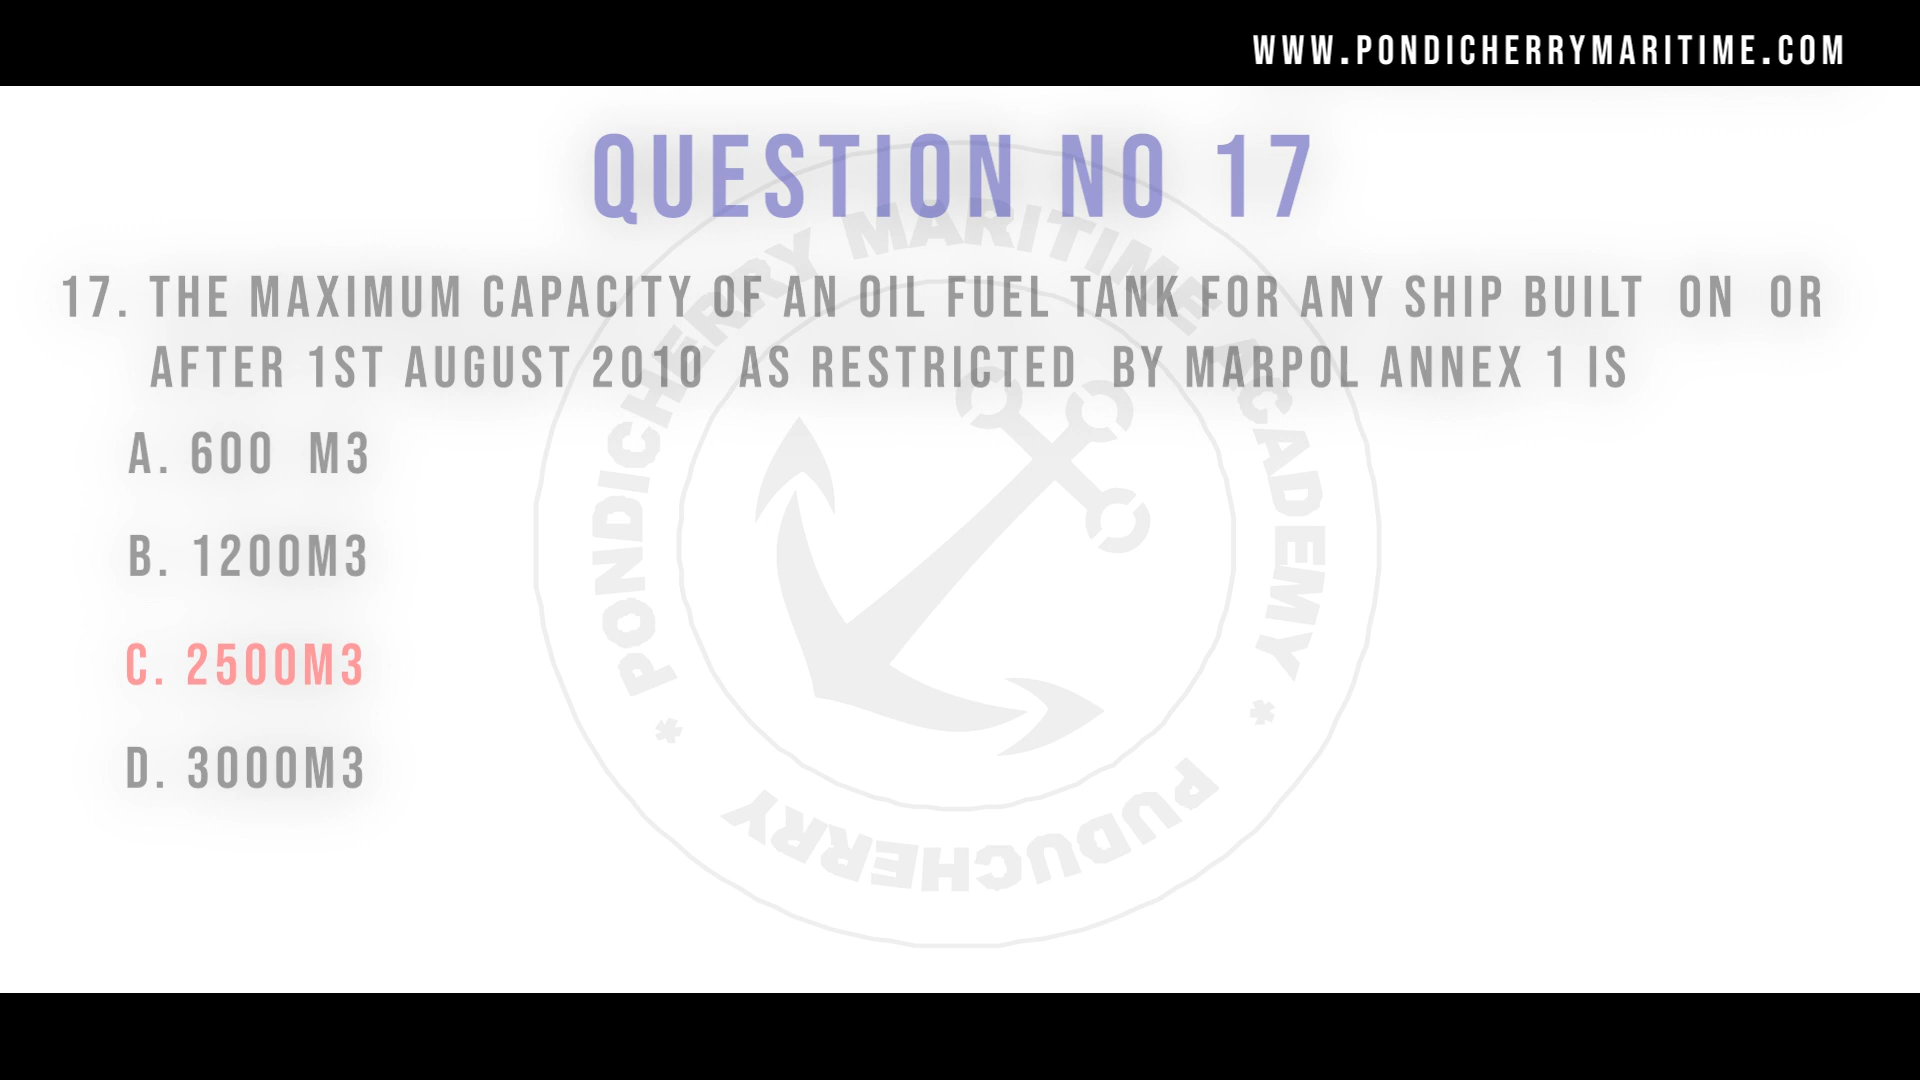 WWW.PONDICHERRYMARITIME.COM
QUESTION NO 17
17. THE MAXIMUM CAPACITY OF AN OIL FUEL TANK FOR ANY SHIP BUILT ON OR
AFTER 1ST AUGUST 2010 AS RESTRICTED BY MARPOL ANNEX 1 IS
A. 600 M3
B. 1200M3
C. 2500M3
D. 3000M3
* PONDICHERRY MARITIME ACADEMY *
PUDUCHERRY